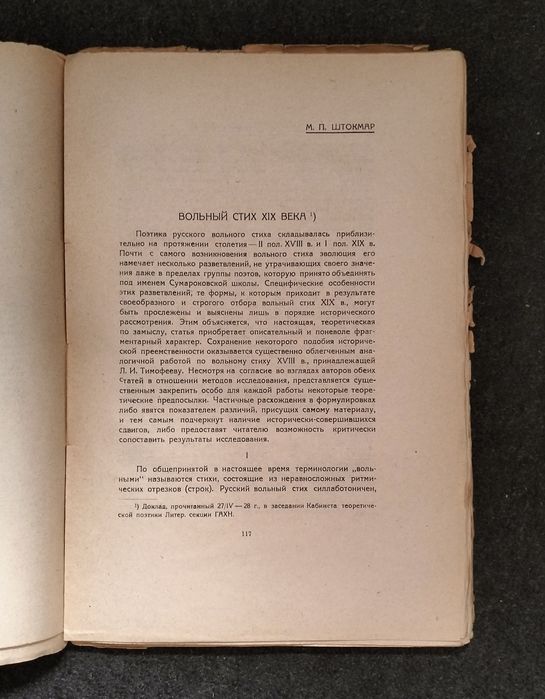 М. П. ШТОКМАР
ВОЛЬНЫЙ СТИХ XIX ВЕКА ¹)
Поэтика русского вольного стиха складывалась приблизи-
тельно на протяжении столетия — II пол. XVIII в. и I пол. XIX в.
Почти с самого возникновения вольного стиха эволюция его
намечает несколько разветвлений, не утрачивающих своего значе-
ния даже в пределах группы поэтов, которую принято объединять
под именем Сумароковской школы. Специфические особенности
этих разветвлений, те формы, к которым приходит в результате
своеобразного и строгого отбора вольный стих XIX в., могут
быть прослежены и выяснены лишь в порядке исторического
рассмотрения. Этим объясняется, что настоящая, теоретическая
по замыслу, статья приобретает описательный и поневоле фраг-
ментарный характер. Сохранение некоторого подобия историче-
ской преемственности оказывается существенно облегченным ана-
логичной работой по вольному стиху XVIII в., принадлежащей
Л. И. Тимофееву. Несмотря на согласие во взглядах авторов обеих
статей в отношении методов исследования, представляется суще-
ственным закрепить особо для каждой работы некоторые теоре-
тические предпосылки. Частичные расхождения в формулировках
либо явятся показателем различий, присущих самому материалу,
и тем самым подчеркнут наличие исторически-совершившихся
сдвигов, либо предоставят читателю возможность критически
сопоставить результаты исследования.
I
По общепринятой в настоящее время терминологии „воль-
ными“ называются стихи, состоящие из неравносложных ритми-
ческих отрезков (строк). Русский вольный стих силлаботоничен,
¹) Доклад, прочитанный 27/IV — 28 г., в заседании Кабинета теоретиче-
ской поэтики Литер. секции ГАХН.
117